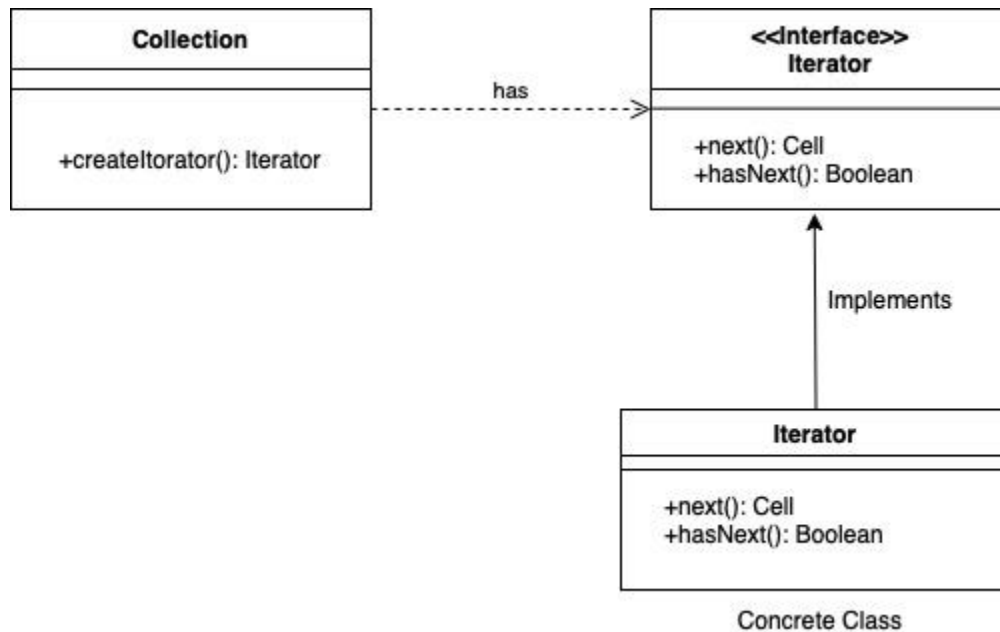 Collection
+createItorator(): Iterator
has
<<Interface>>
Iterator
+next(): Cell
+hasNext(): Boolean
Implements
Iterator
+next(): Cell
+hasNext(): Boolean
Concrete Class